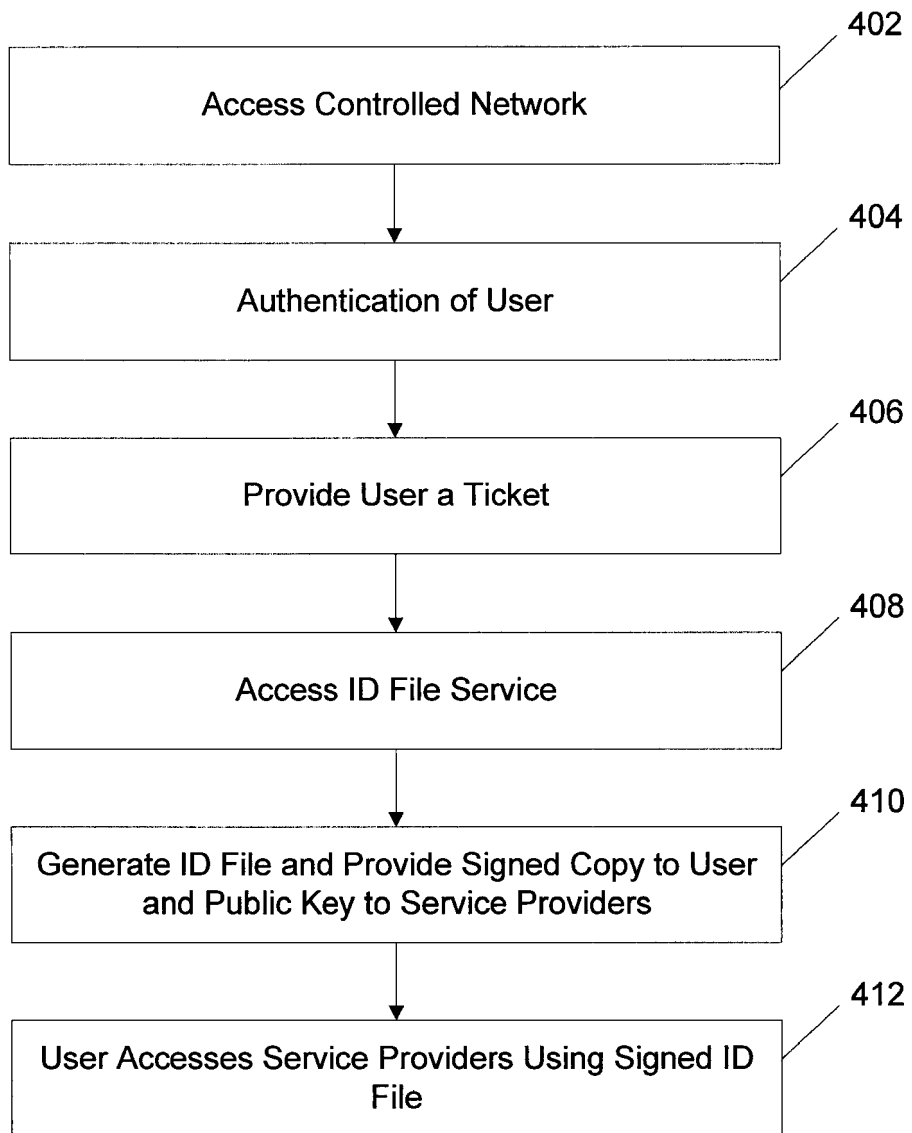 402
Access Controlled Network
404
Authentication of User
406
Provide User a Ticket
408
Access ID File Service
410
Generate ID File and Provide Signed Copy to User
and Public Key to Service Providers
412
User Accesses Service Providers Using Signed ID
File